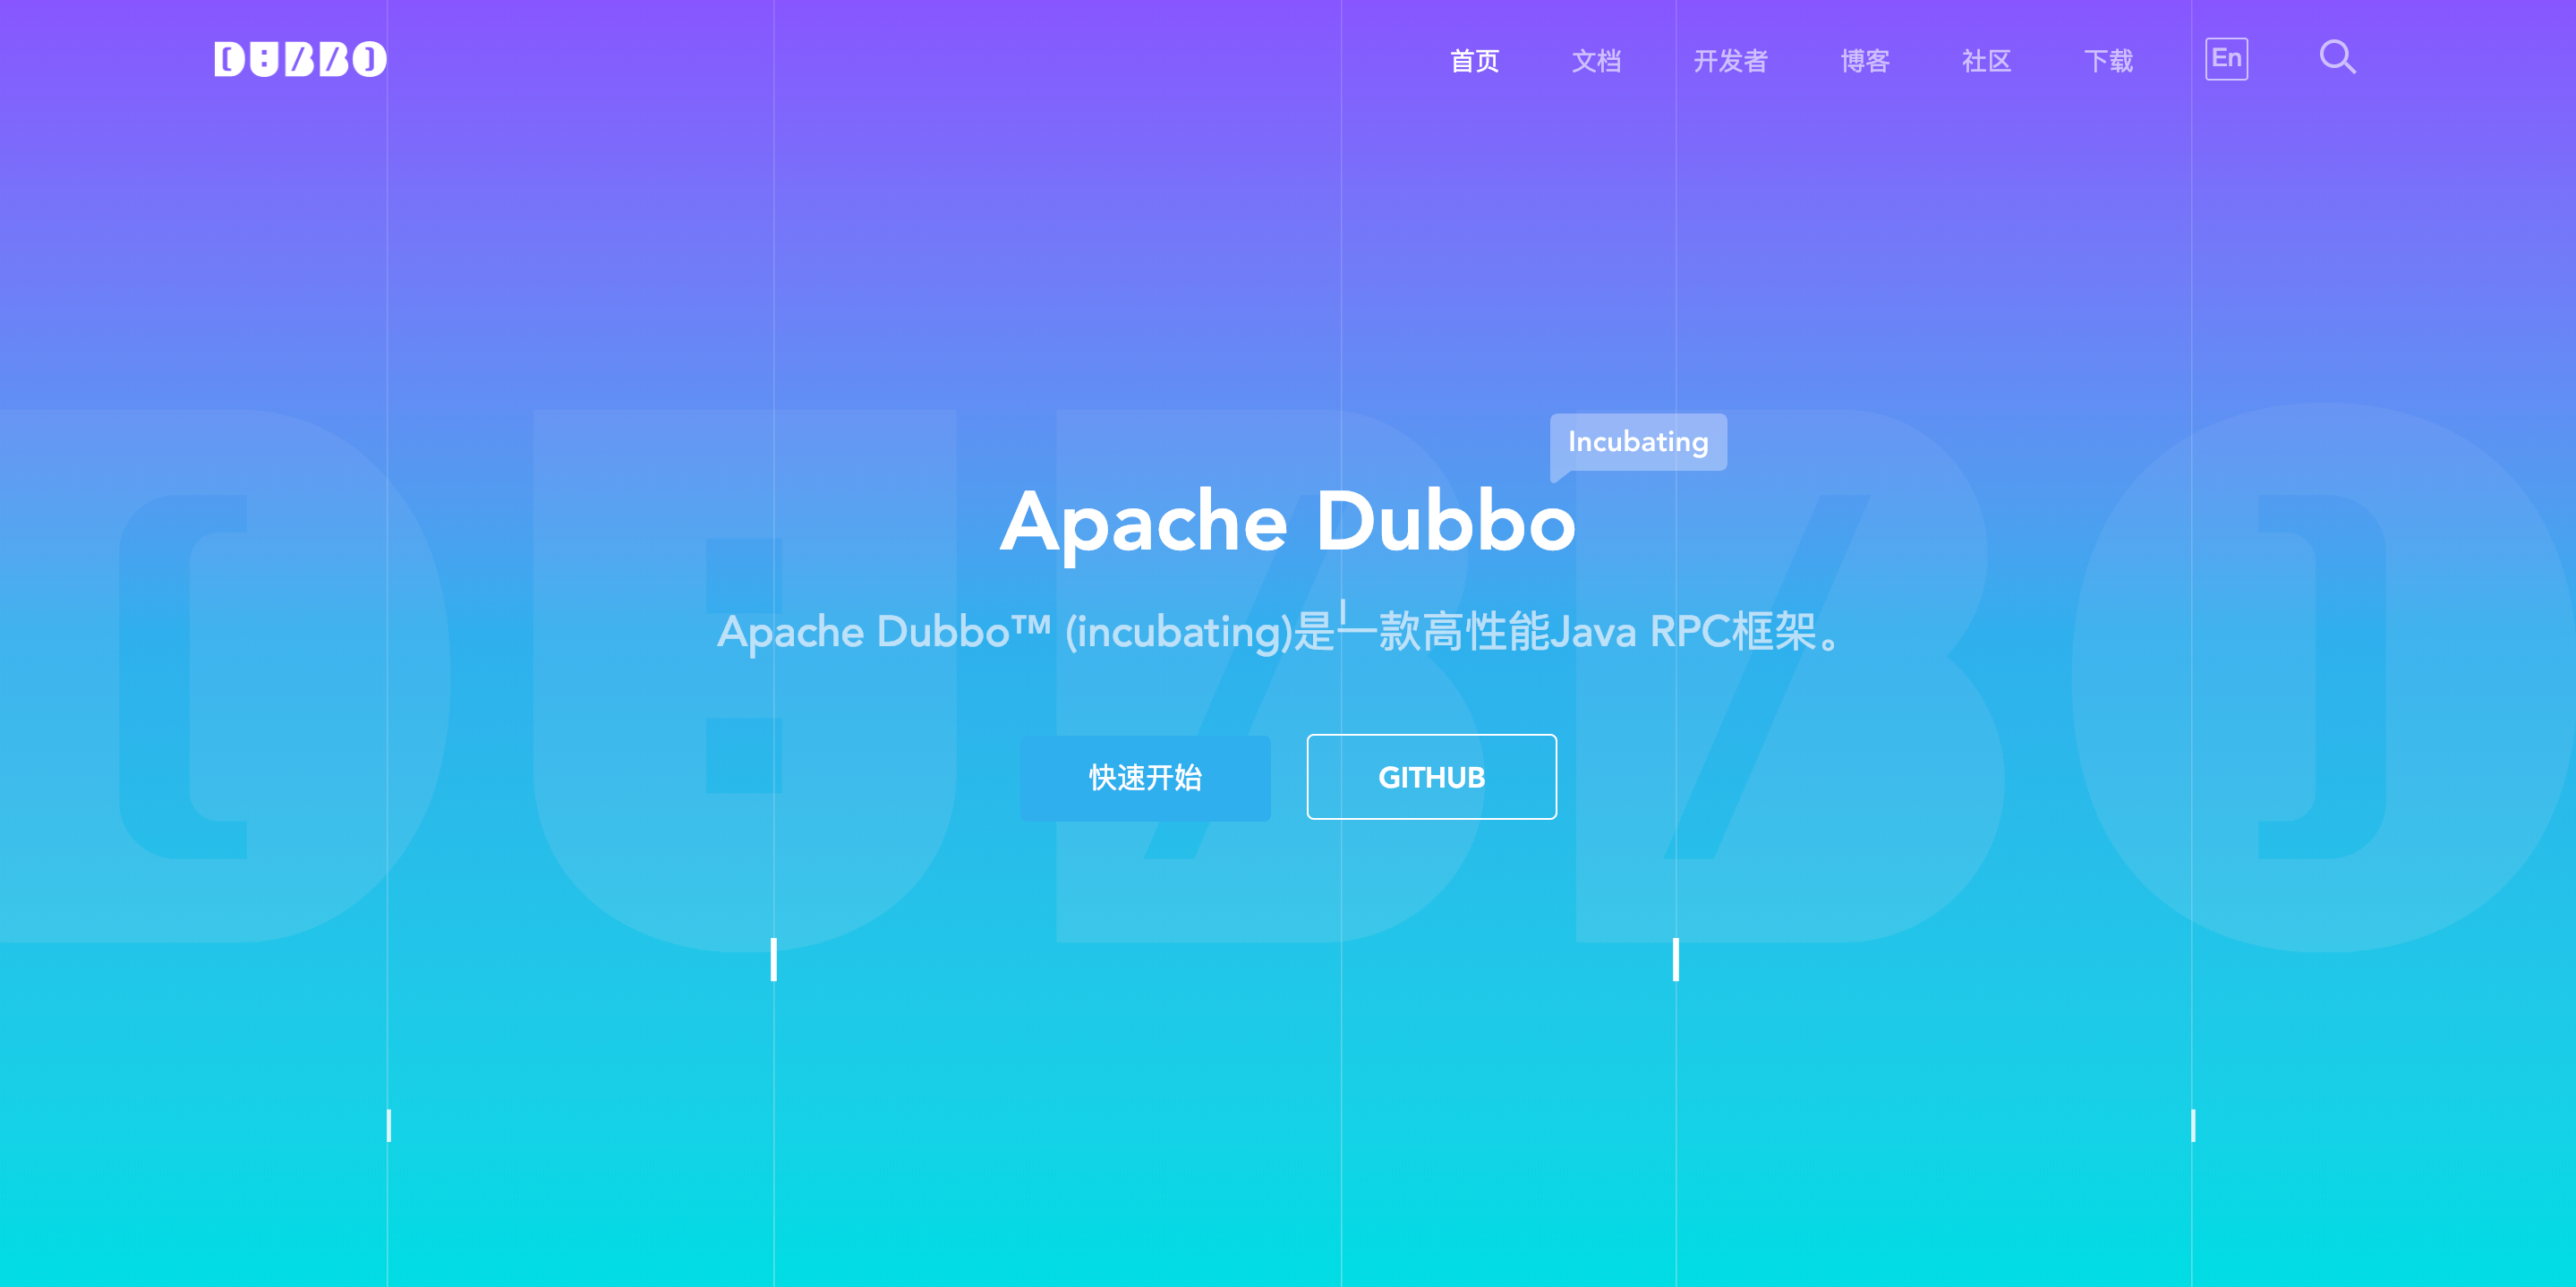 DUBBO
首页 文档 开发者 博客 社区 下载 En
DUBBO
Incubating
Apache Dubbo
Apache Dubbo™ (incubating)是一款高性能Java RPC框架。
快速开始 GITHUB